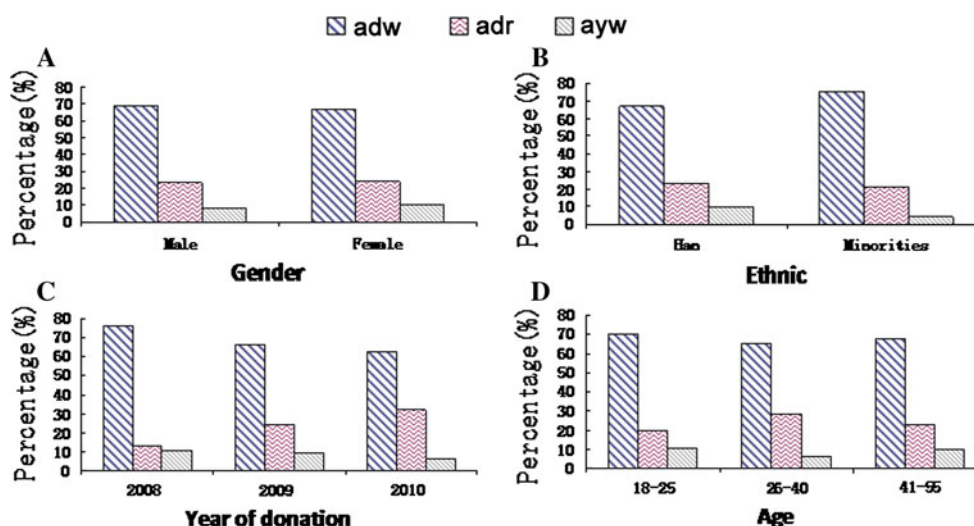 adw adr ayw
A
Percentage(%)
80
70
60
50
40
30
20
10
0
Male Female
Gender
B
Percentage(%)
80
70
60
50
40
30
20
10
0
Han Minorities
Ethnic
C
Percentage(%)
80
70
60
50
40
30
20
10
0
2008 2009 2010
Year of donation
D
Percentage(%)
80
70
60
50
40
30
20
10
0
18-25 26-40 41-55
Age